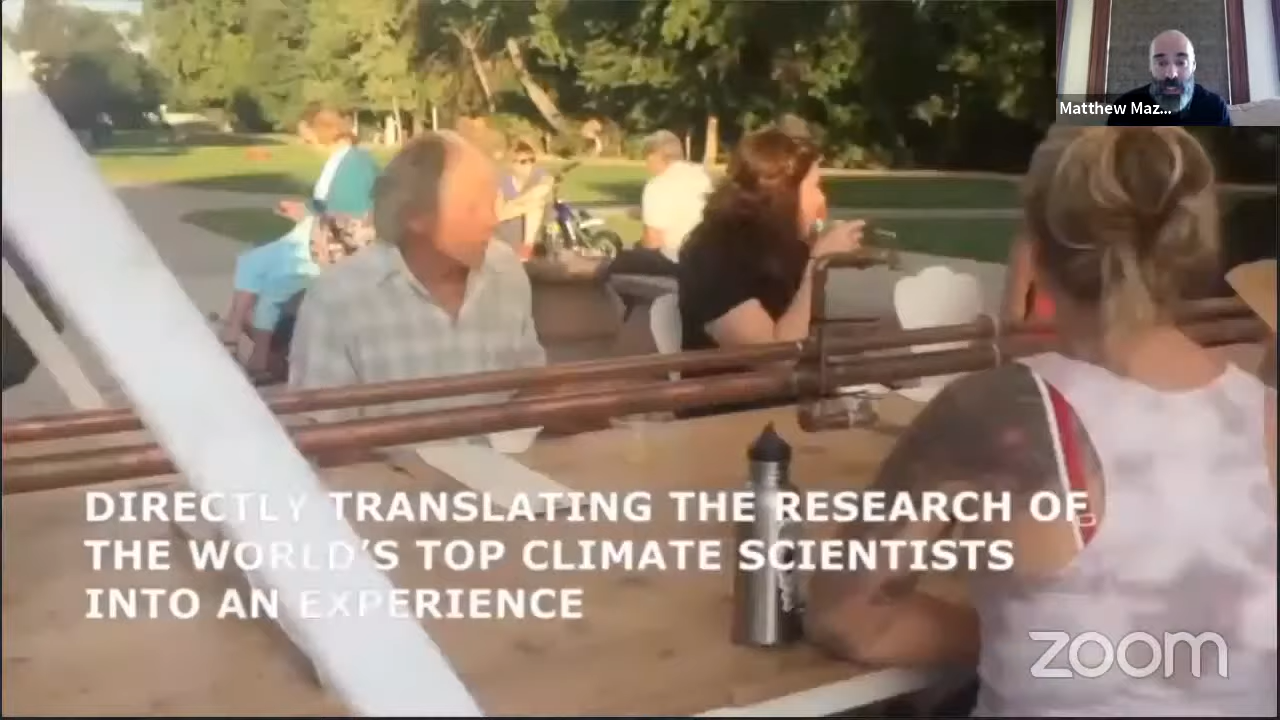 Matthew Maz...
DIRECTLY TRANSLATING THE RESEARCH OF
THE WORLD'S TOP CLIMATE SCIENTISTS
INTO AN EXPERIENCE
zoom